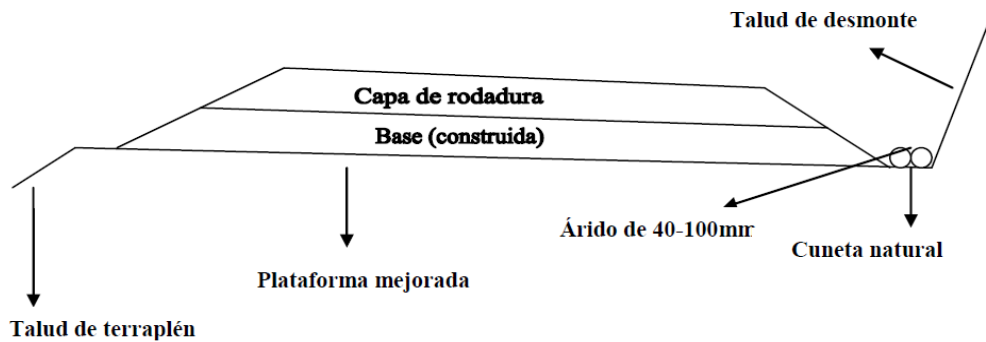 Talud de desmonte
Capa de rodadura
Base (construida)
Árido de 40-100mm
Cuneta natural
Plataforma mejorada
Talud de terraplén